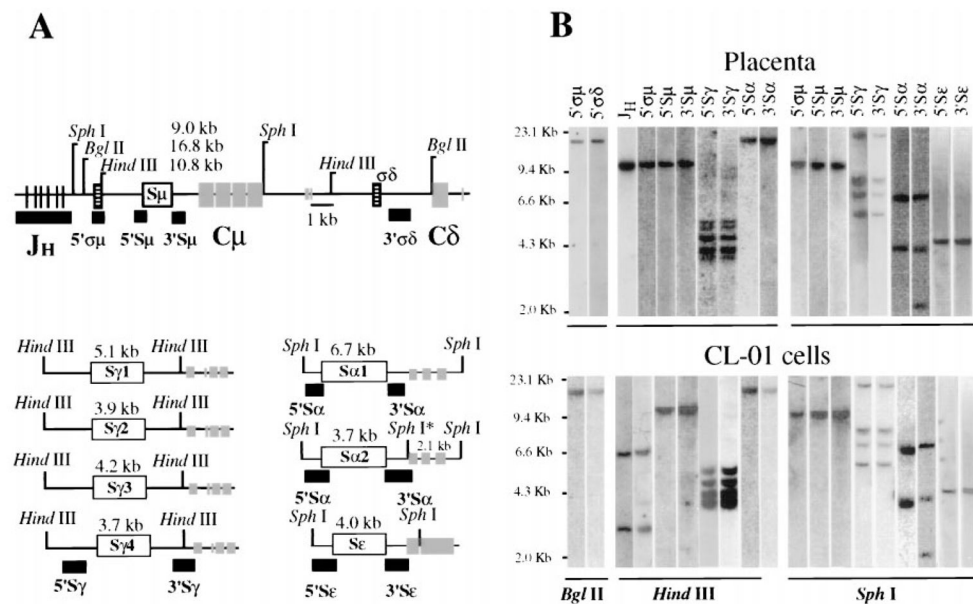 A
Sph I
Bgl II
Hind III
9.0 kb
16.8 kb
10.8 kb
Sph I
Hind III
Bgl II
σδ
Sμ
1 kb
JH
5'σμ
5'Sμ
3'Sμ
Cμ
3'σδ
Cδ
Hind III
5.1 kb
Hind III
Sγ1
Hind III
3.9 kb
Hind III
Sγ2
Hind III
4.2 kb
Hind III
Sγ3
Hind III
3.7 kb
Hind III
Sγ4
5'Sγ
3'Sγ
Sph I
6.7 kb
Sph I
Sα1
5'Sα
3'Sα
Sph I
3.7 kb
Sph I*
Sph I
Sα2
2.1 kb
5'Sα
3'Sα
Sph I
4.0 kb
Sph I
Sε
5'Sε
3'Sε
B
Placenta
5'σμ
5'σδ
JH
5'σμ
5'Sμ
3'Sμ
5'Sγ
3'Sγ
5'Sα
3'Sα
5'σμ
5'Sμ
3'Sμ
5'Sγ
3'Sγ
5'Sα
3'Sα
5'Sε
3'Sε
23.1 Kb
9.4 Kb
6.6 Kb
4.3 Kb
2.0 Kb
CL-01 cells
23.1 Kb
9.4 Kb
6.6 Kb
4.3 Kb
2.0 Kb
Bgl II
Hind III
Sph I